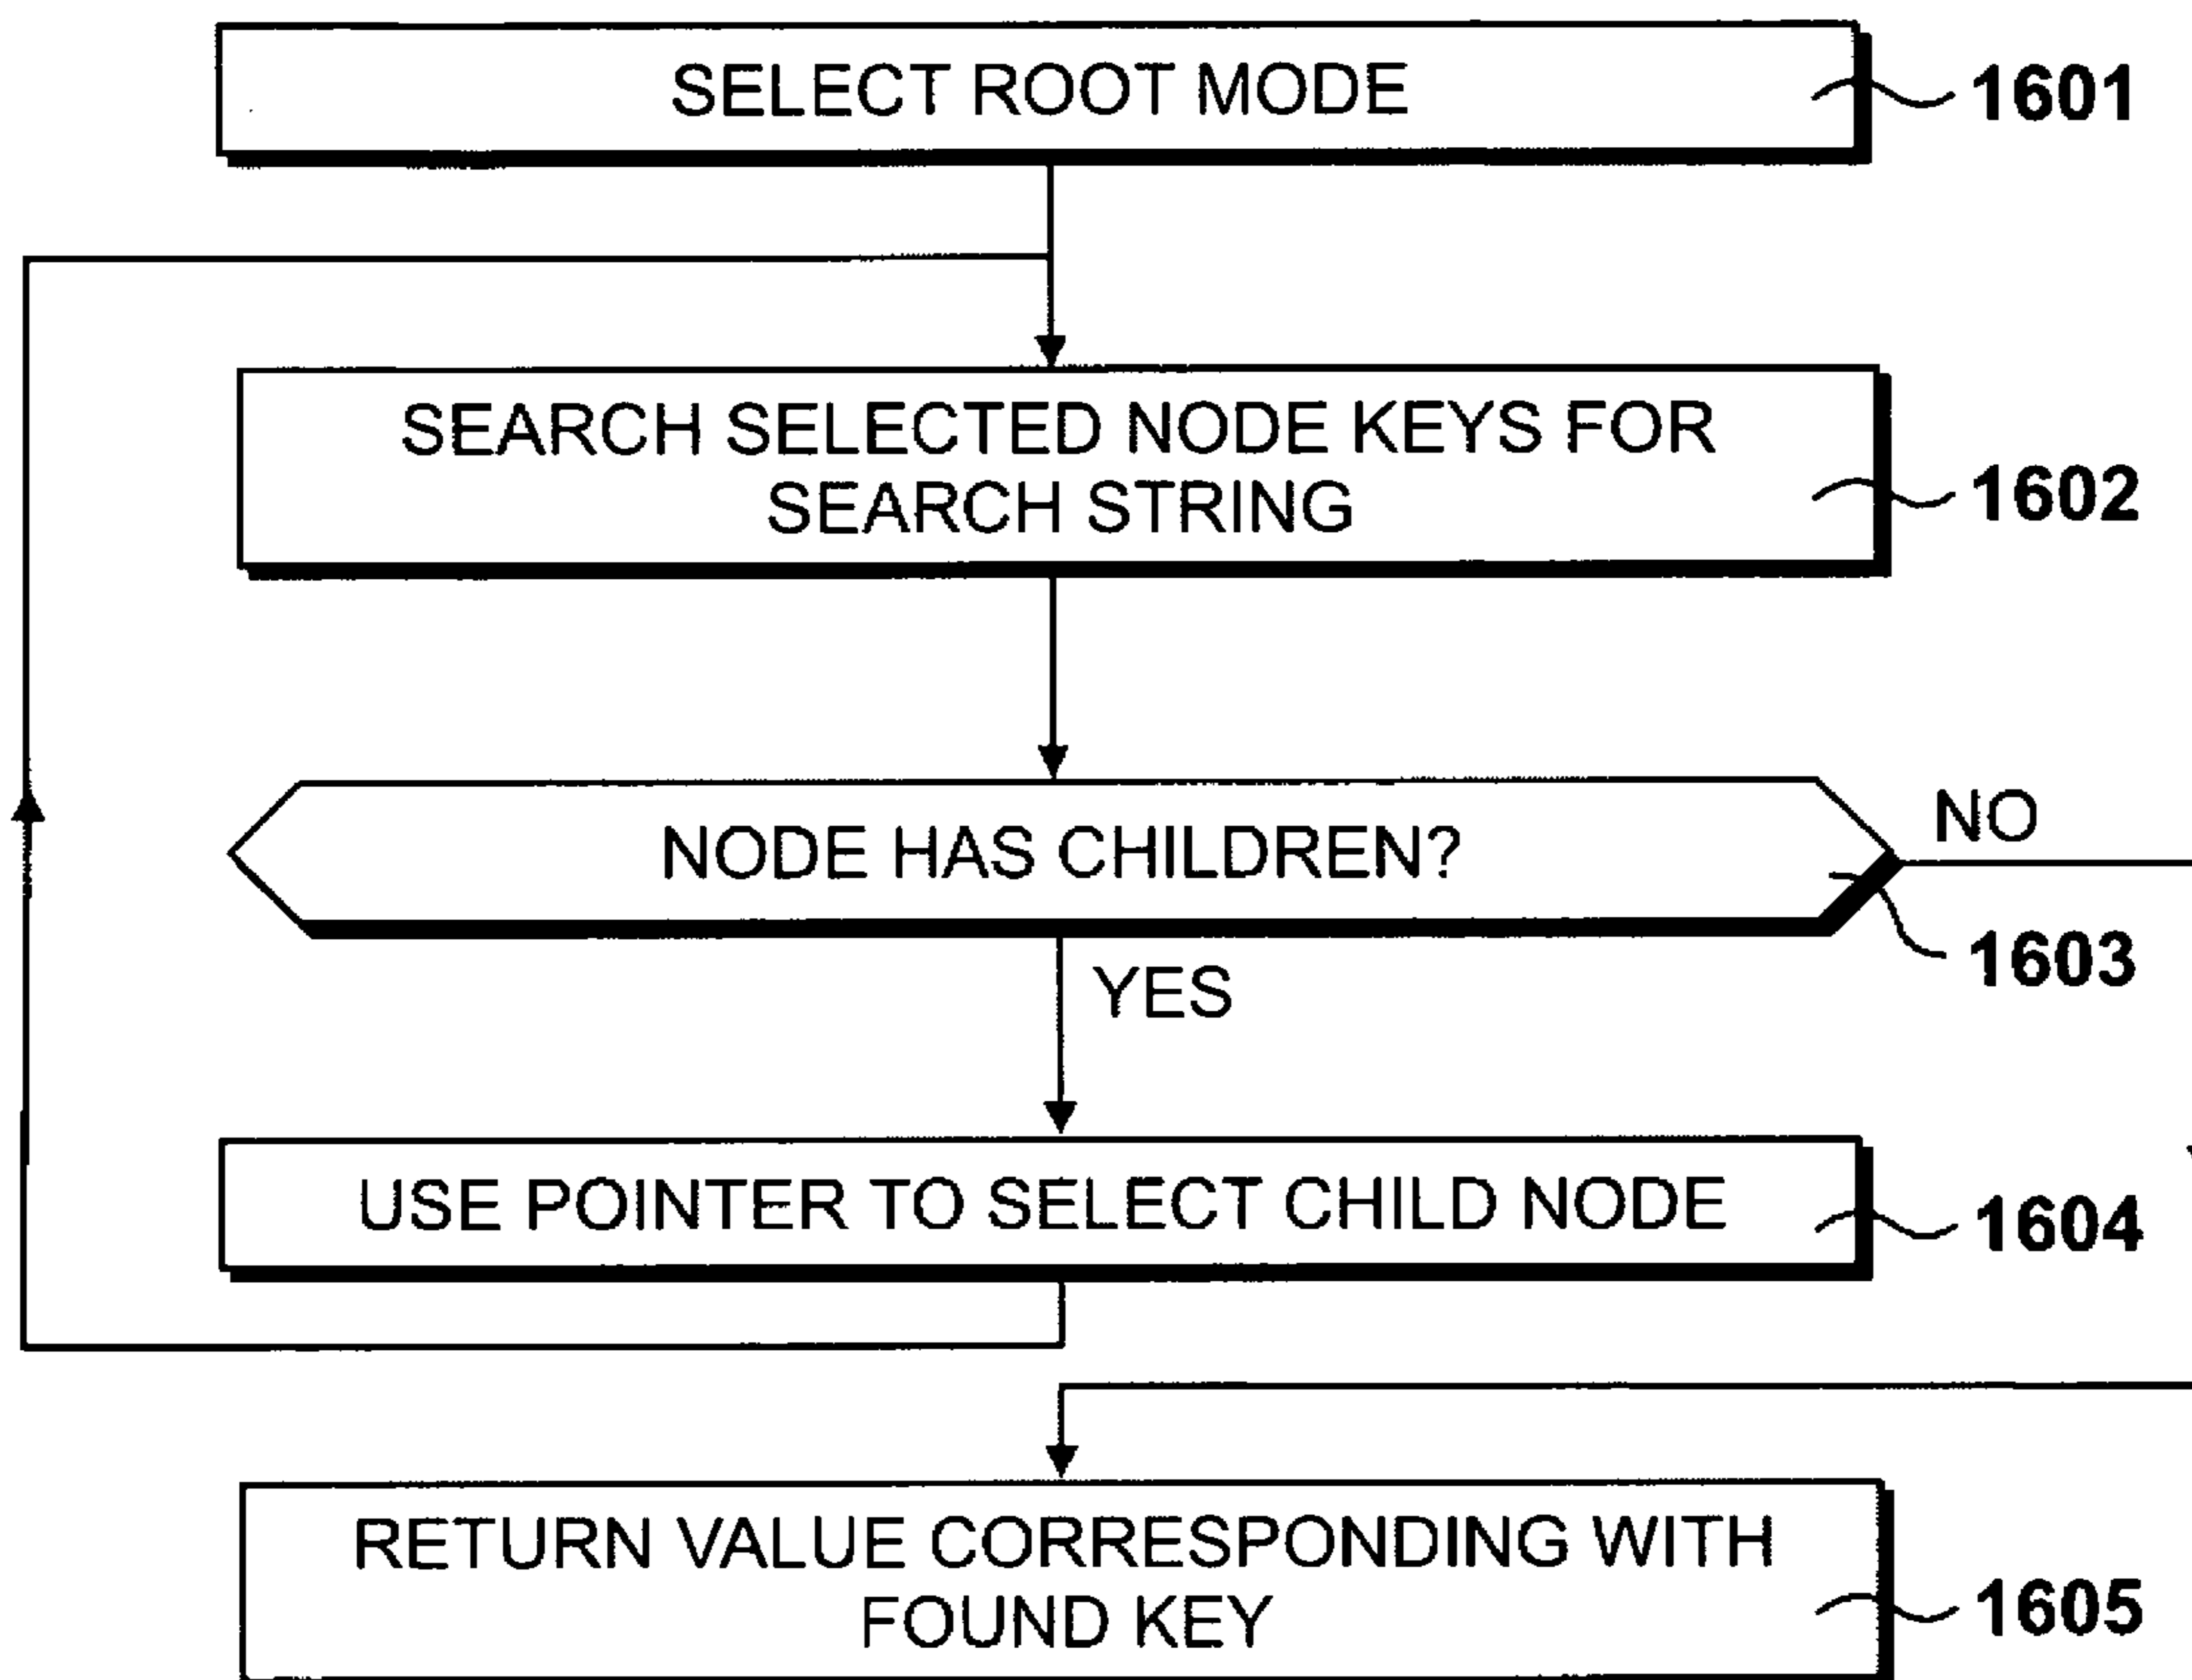 SELECT ROOT MODE
1601
SEARCH SELECTED NODE KEYS FOR
SEARCH STRING
1602
NODE HAS CHILDREN?
NO
1603
YES
USE POINTER TO SELECT CHILD NODE
1604
RETURN VALUE CORRESPONDING WITH
FOUND KEY
1605